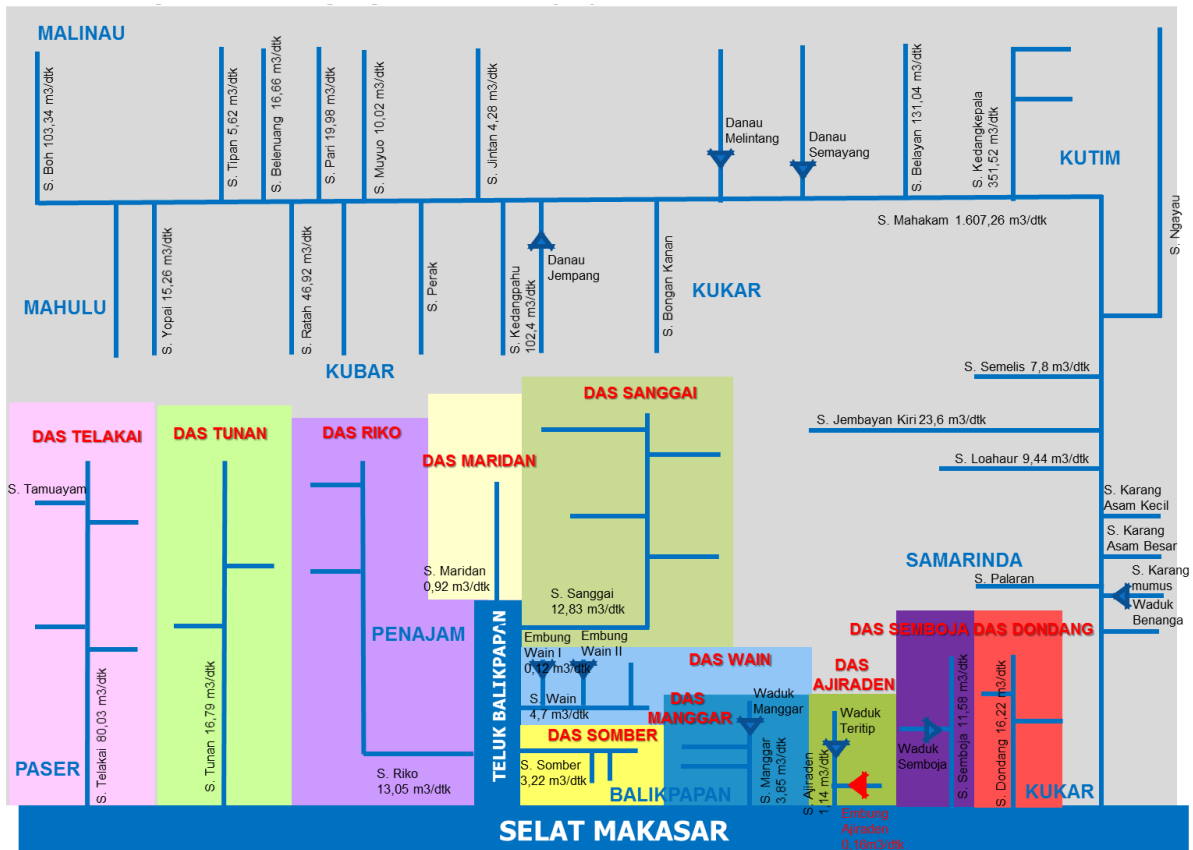 MALINAU
S. Boh 103,34 m3/dtk
S. Tipan 5,62 m3/dtk
S. Belenuang 16,66 m3/dtk
S. Pari 19,98 m3/dtk
S. Muyuo 10,02 m3/dtk
S. Jintan 4,28 m3/dtk
Danau
Melintang
Danau
Semayang
S. Belayan 131,04 m3/dtk
S. Kedangkepala
351,52 m3/dtk
KUTIM
S. Mahakam 1.607,26 m3/dtk
S. Ngayau
MAHULU
S. Yopai 15,26 m3/dtk
S. Ratah 46,92 m3/dtk
KUBAR
S. Perak
S. Kedangpahu
102,4 m3/dtk
Danau
Jempang
S. Bongan Kanan
KUKAR
S. Semelis 7,8 m3/dtk
S. Jembayan Kiri 23,6 m3/dtk
S. Loahaur 9,44 m3/dtk
S. Karang
Asam Kecil
S. Karang
Asam Besar
SAMARINDA
S. Palaran
S. Karang
mumus
Waduk
Benanga
DAS TELAKAI
S. Tamuayam
S. Telakai 80,03 m3/dtk
PASER
DAS TUNAN
S. Tunan 16,79 m3/dtk
DAS RIKO
PENAJAM
S. Riko
13,05 m3/dtk
DAS MARIDAN
S. Maridan
0,92 m3/dtk
DAS SANGGAI
S. Sanggai
12,83 m3/dtk
TELUK BALIKPAPAN
Embung
Wain I
0,12 m3/dtk
Embung
Wain II
DAS WAIN
S. Wain
4,7 m3/dtk
DAS SOMBER
S. Somber
3,22 m3/dtk
DAS
MANGGAR
Waduk
Manggar
S. Manggar
3,85 m3/dtk
BALIKPAPAN
DAS
AJIRADEN
Waduk
Teritip
S. Ajiraden
1,14 m3/dtk
Embung
Ajiraden
0,16m3/dtk
DAS SEMBOJA
Waduk
Semboja
S. Semboja 11,58 m3/dtk
DAS DONDANG
S. Dondang 16,22 m3/dtk
KUKAR
SELAT MAKASAR